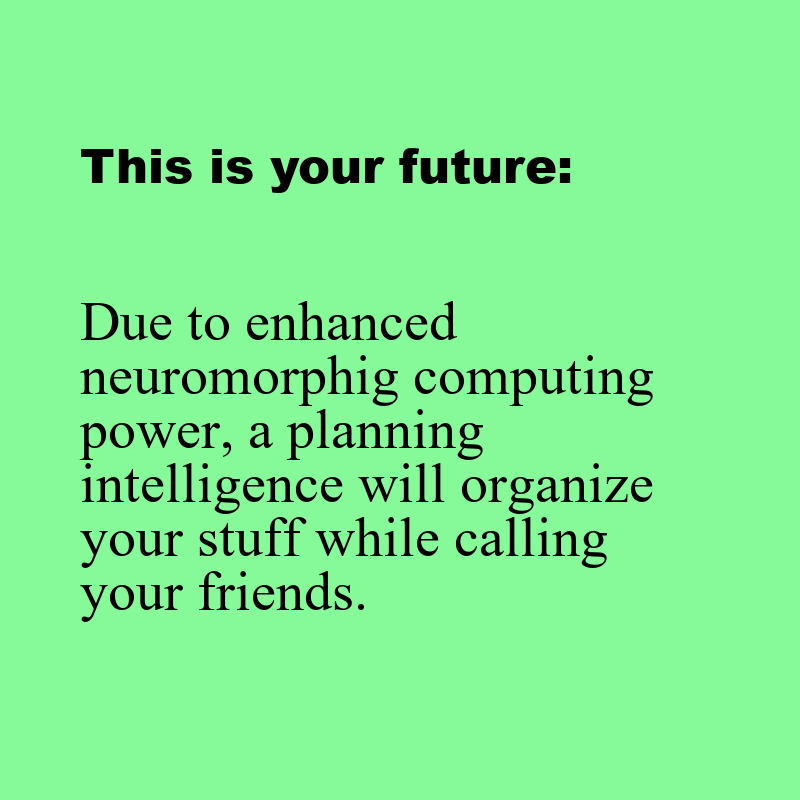 This is your future:
Due to enhanced
neuromorphig computing
power, a planning
intelligence will organize
your stuff while calling
your friends.